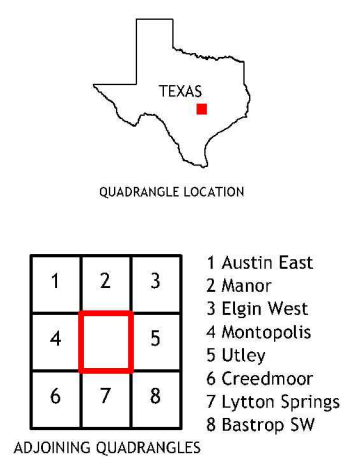 TEXAS
QUADRANGLE LOCATION
1 2 3
4 5
6 7 8
1 Austin East
2 Manor
3 Elgin West
4 Montopolis
5 Utley
6 Creedmoor
7 Lytton Springs
8 Bastrop SW
ADJOINING QUADRANGLES